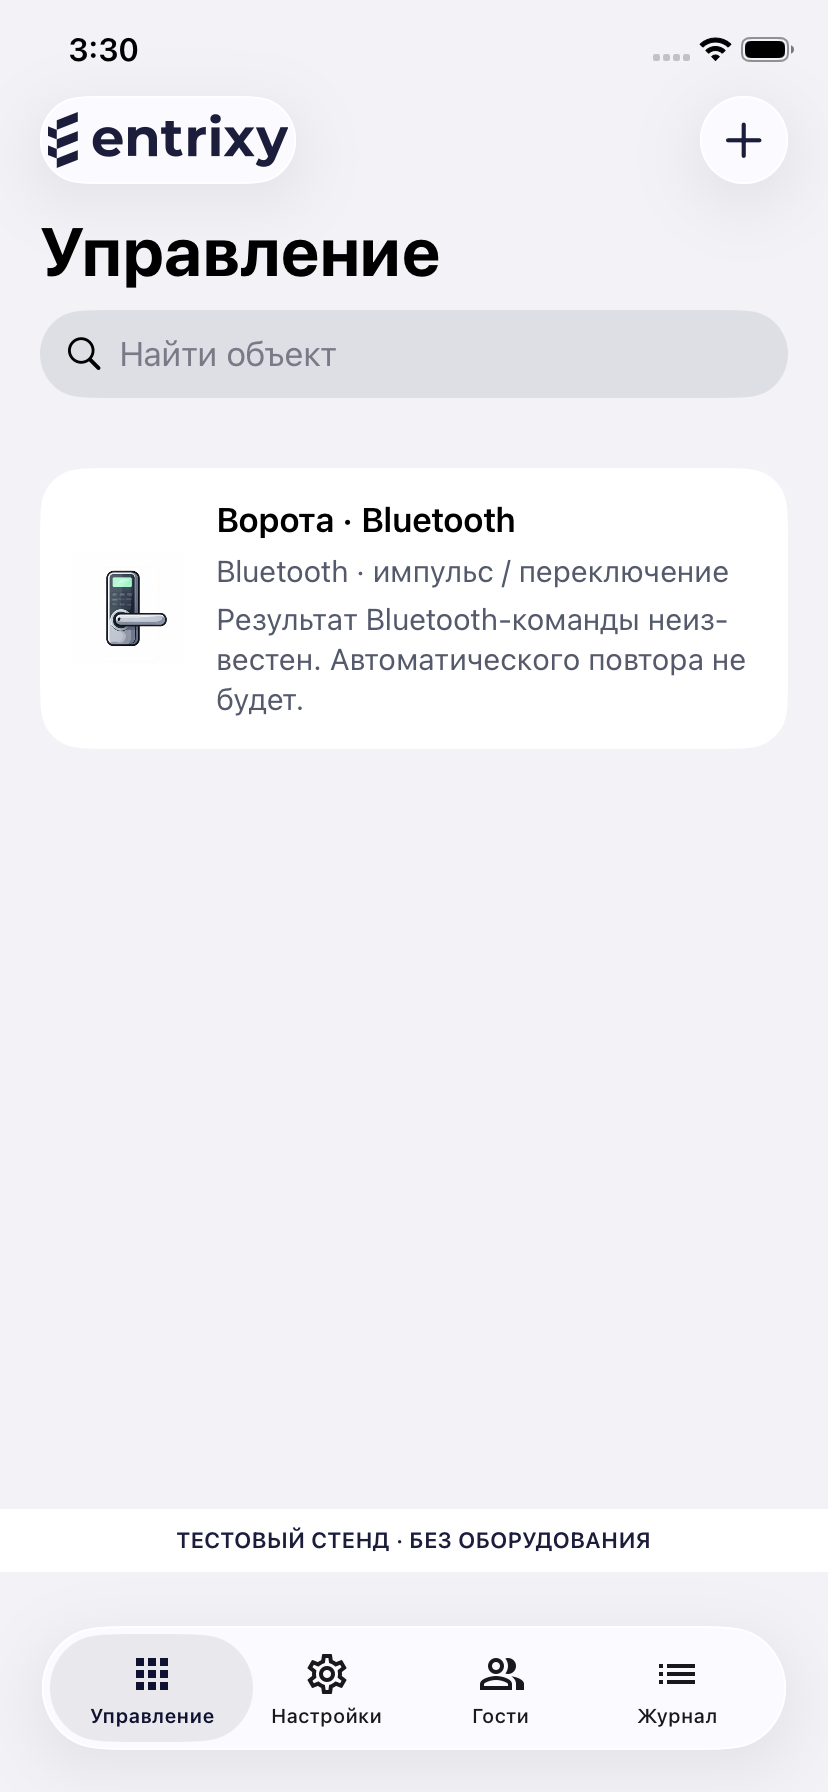 3:30
entrixy
Управление
Найти объект
Ворота · Bluetooth
Bluetooth · импульс / переключение
Результат Bluetooth-команды неиз-
вестен. Автоматического повтора не
будет.
ТЕСТОВЫЙ СТЕНД · БЕЗ ОБОРУДОВАНИЯ
Управление
Настройки
Гости
Журнал